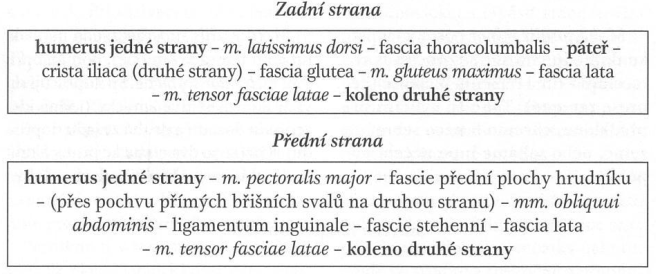 Zadní strana
humerus jedné strany – m. latissimus dorsi – fascia thoracolumbalis – páteř –
crista iliaca (druhé strany) – fascia glutea – m. gluteus maximus – fascia lata
– m. tensor fasciae latae – koleno druhé strany
Přední strana
humerus jedné strany – m. pectoralis major – fascie přední plochy hrudníku
– (přes pochvu přímých břišních svalů na druhou stranu) – mm. obliquui
abdominis – ligamentum inguinale – fascie stehenní – fascia lata
– m. tensor fasciae latae – koleno druhé strany